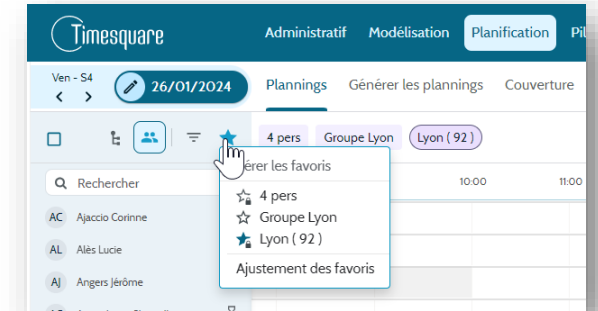 Timesquare
Administratif Modélisation Planification
Ven - S4
26/01/2024
Plannings Générer les plannings Couverture
4 pers Groupe Lyon Lyon ( 92 )
érer les favoris
Rechercher
10:00 11:00
4 pers
AC Ajaccio Corinne
Groupe Lyon
Lyon ( 92 )
AL Alès Lucie
Ajustement des favoris
AJ Angers Jérôme